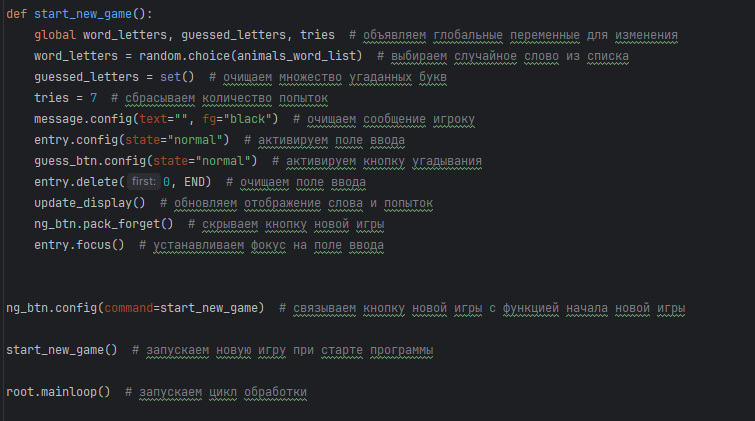 def start_new_game():
    global word_letters, guessed_letters, tries  # объявляем глобальные переменные для изменения
    word_letters = random.choice(animals_word_list)  # выбираем случайное слово из списка
    guessed_letters = set()  # очищаем множество угаданных букв
    tries = 7  # сбрасываем количество попыток
    message.config(text="", fg="black")  # очищаем сообщение игроку
    entry.config(state="normal")  # активируем поле ввода
    guess_btn.config(state="normal")  # активируем кнопку угадывания
    entry.delete(first: 0, END)  # очищаем поле ввода
    update_display()  # обновляем отображение слова и попыток
    ng_btn.pack_forget()  # скрываем кнопку новой игры
    entry.focus()  # устанавливаем фокус на поле ввода
ng_btn.config(command=start_new_game)  # связываем кнопку новой игры с функцией начала новой игры
start_new_game()  # запускаем новую игру при старте программы
root.mainloop()  # запускаем цикл обработки